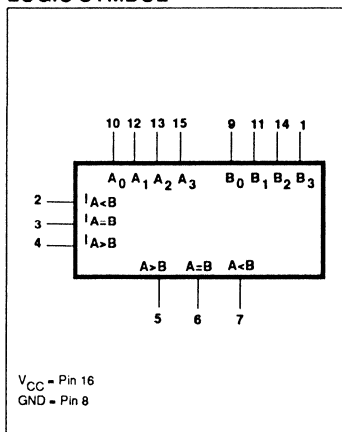 LOGIC SYMBOL
10 12 13 15 9 11 14 1
A0 A1 A2 A3 B0 B1 B2 B3
2 IA<B
3 IA=B
4 IA>B
A>B A=B A<B
5 6 7
VCC = Pin 16
GND = Pin 8